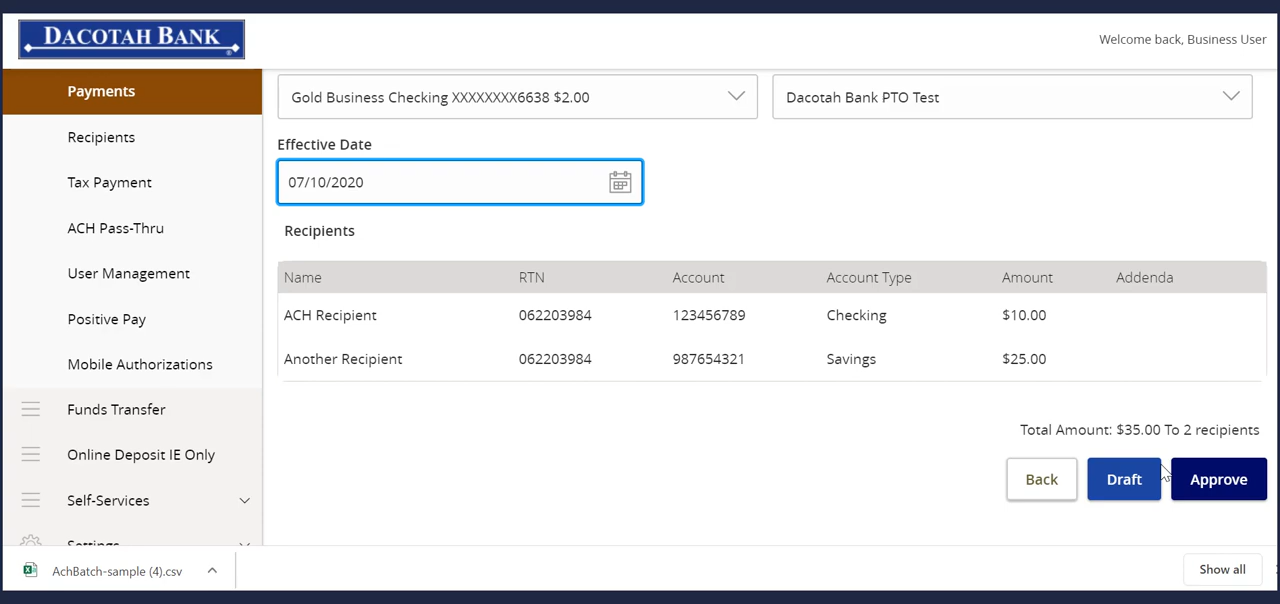 DACOTAH BANK
Welcome back, Business User
Payments
Recipients
Tax Payment
ACH Pass-Thru
User Management
Positive Pay
Mobile Authorizations
Funds Transfer
Online Deposit IE Only
Self-Services
Settings
Gold Business Checking XXXXXXXX6638 $2.00
Dacotah Bank PTO Test
Effective Date
07/10/2020
Recipients
Name RTN Account Account Type Amount Addenda
ACH Recipient 062203984 123456789 Checking $10.00
Another Recipient 062203984 987654321 Savings $25.00
Total Amount: $35.00 To 2 recipients
Back Draft Approve
AchBatch-sample (4).csv
Show all